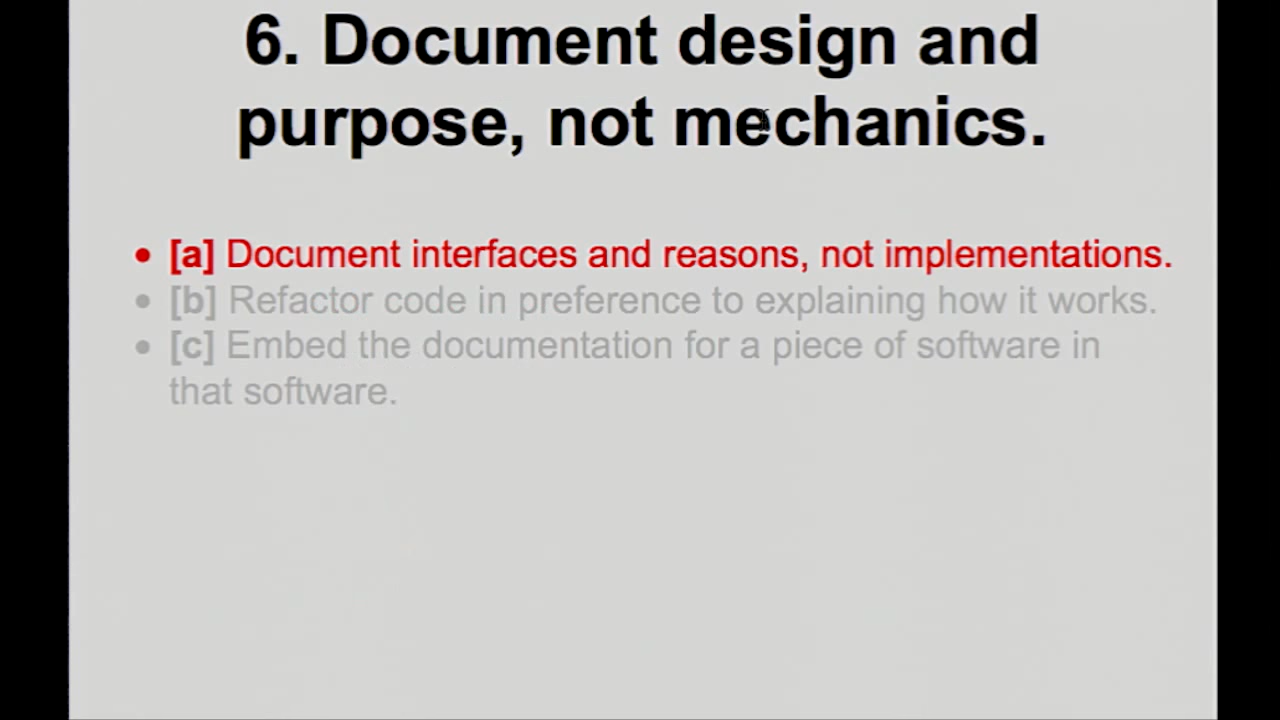 6. Document design and
purpose, not mechanics.
• [a] Document interfaces and reasons, not implementations.
• [b] Refactor code in preference to explaining how it works.
• [c] Embed the documentation for a piece of software in
that software.